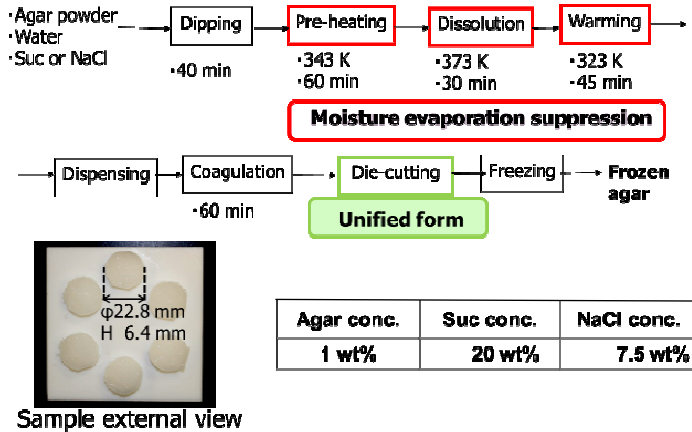 ・Agar powder
・Water
・Suc or NaCl
Dipping
・40 min
Pre-heating
・343 K
・60 min
Dissolution
・373 K
・30 min
Warming
・323 K
・45 min
Moisture evaporation suppression
Dispensing
Coagulation
・60 min
Die-cutting
Unified form
Freezing
Frozen
agar
φ22.8 mm
H 6.4 mm
Sample external view
Agar conc. Suc conc. NaCl conc.
1 wt% 20 wt% 7.5 wt%